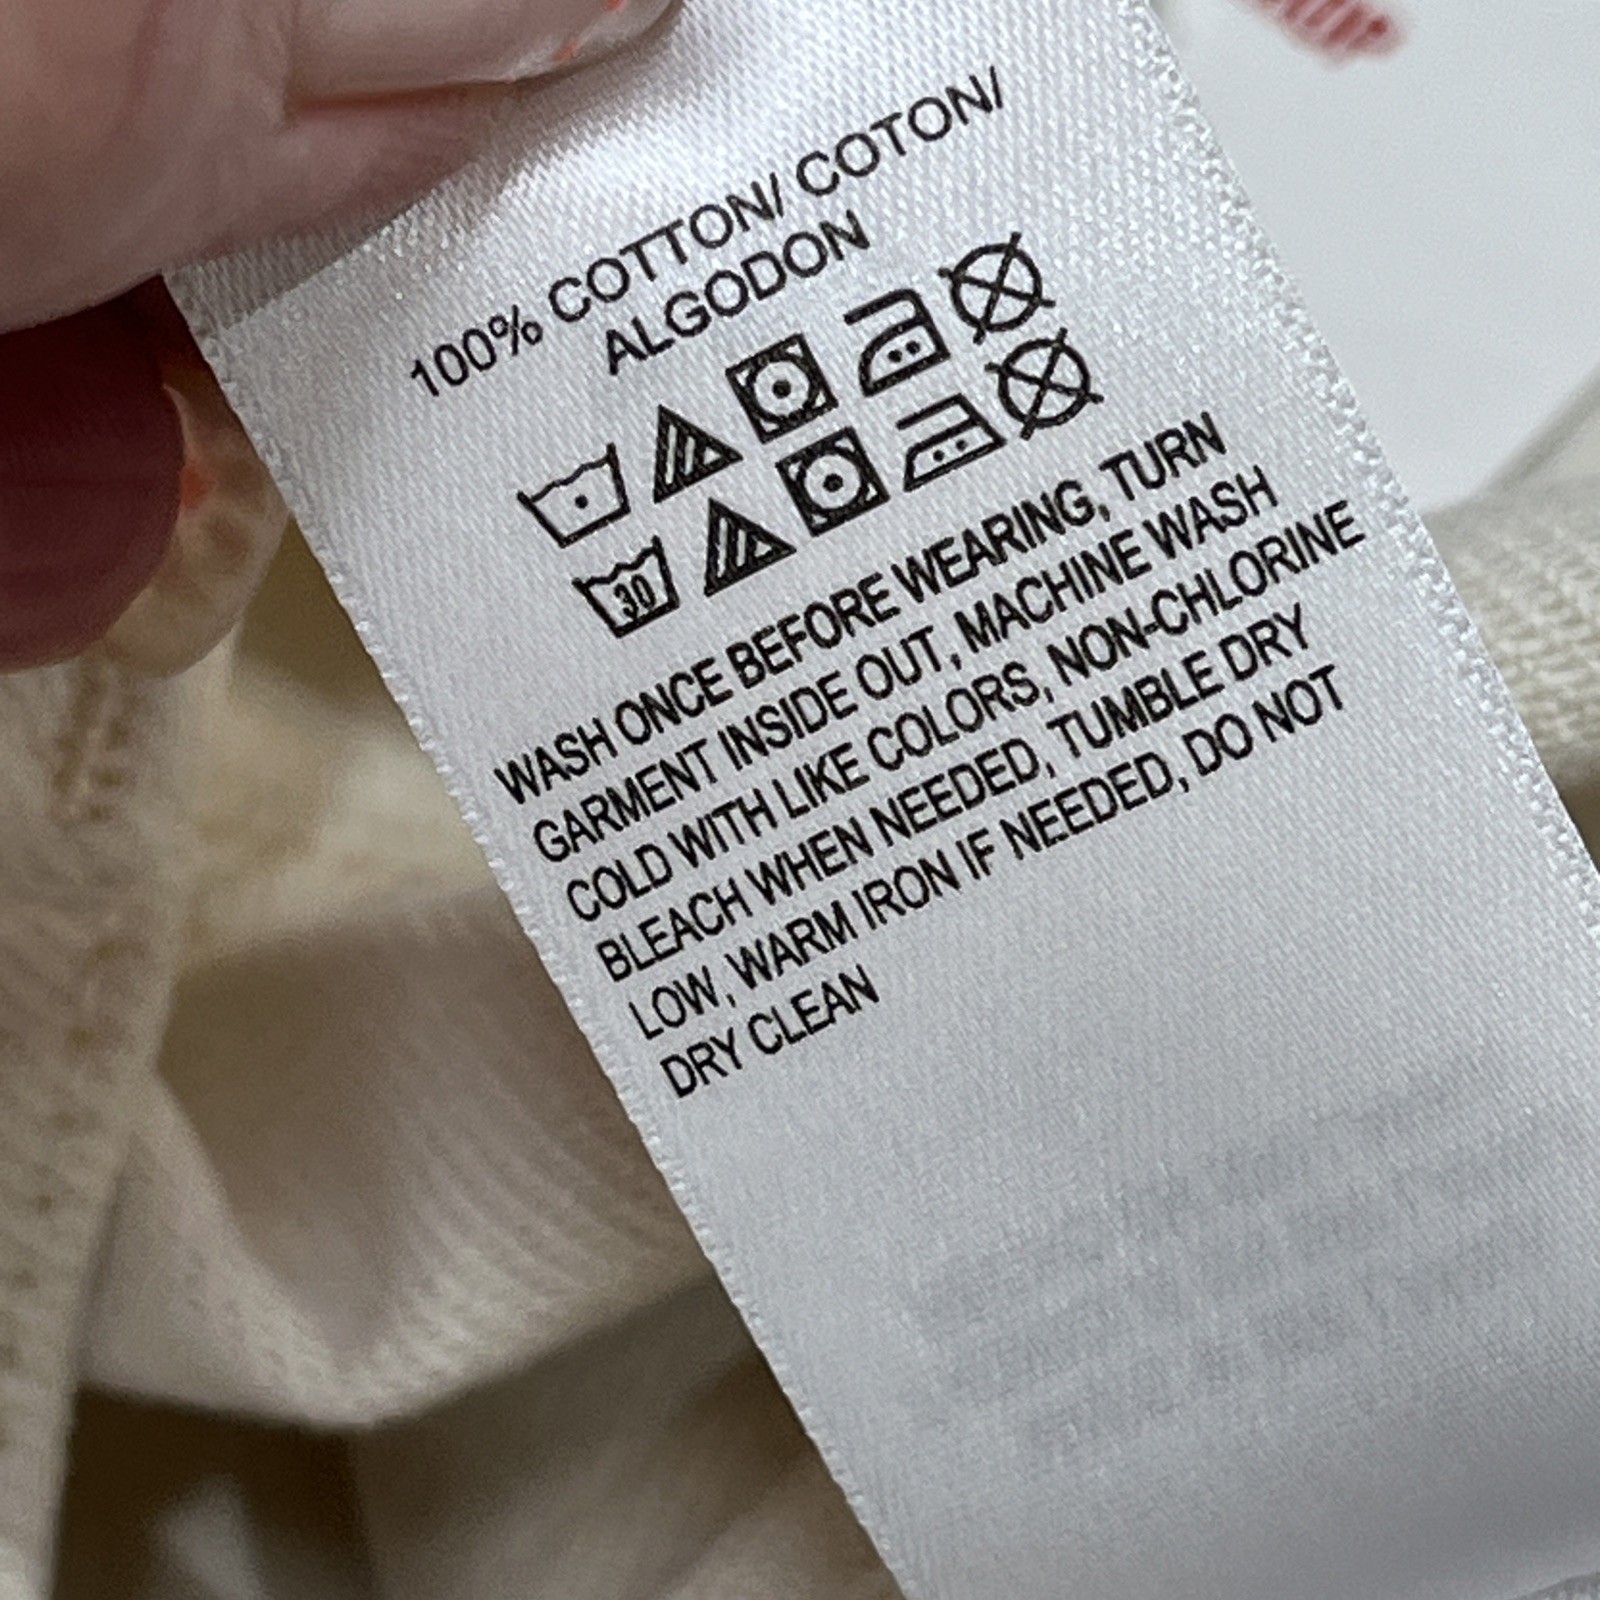 100% COTTON/ COTON/
ALGODON
30
WASH ONCE BEFORE WEARING, TURN
GARMENT INSIDE OUT, MACHINE WASH
COLD WITH LIKE COLORS, NON-CHLORINE
BLEACH WHEN NEEDED, TUMBLE DRY
LOW, WARM IRON IF NEEDED, DO NOT
DRY CLEAN